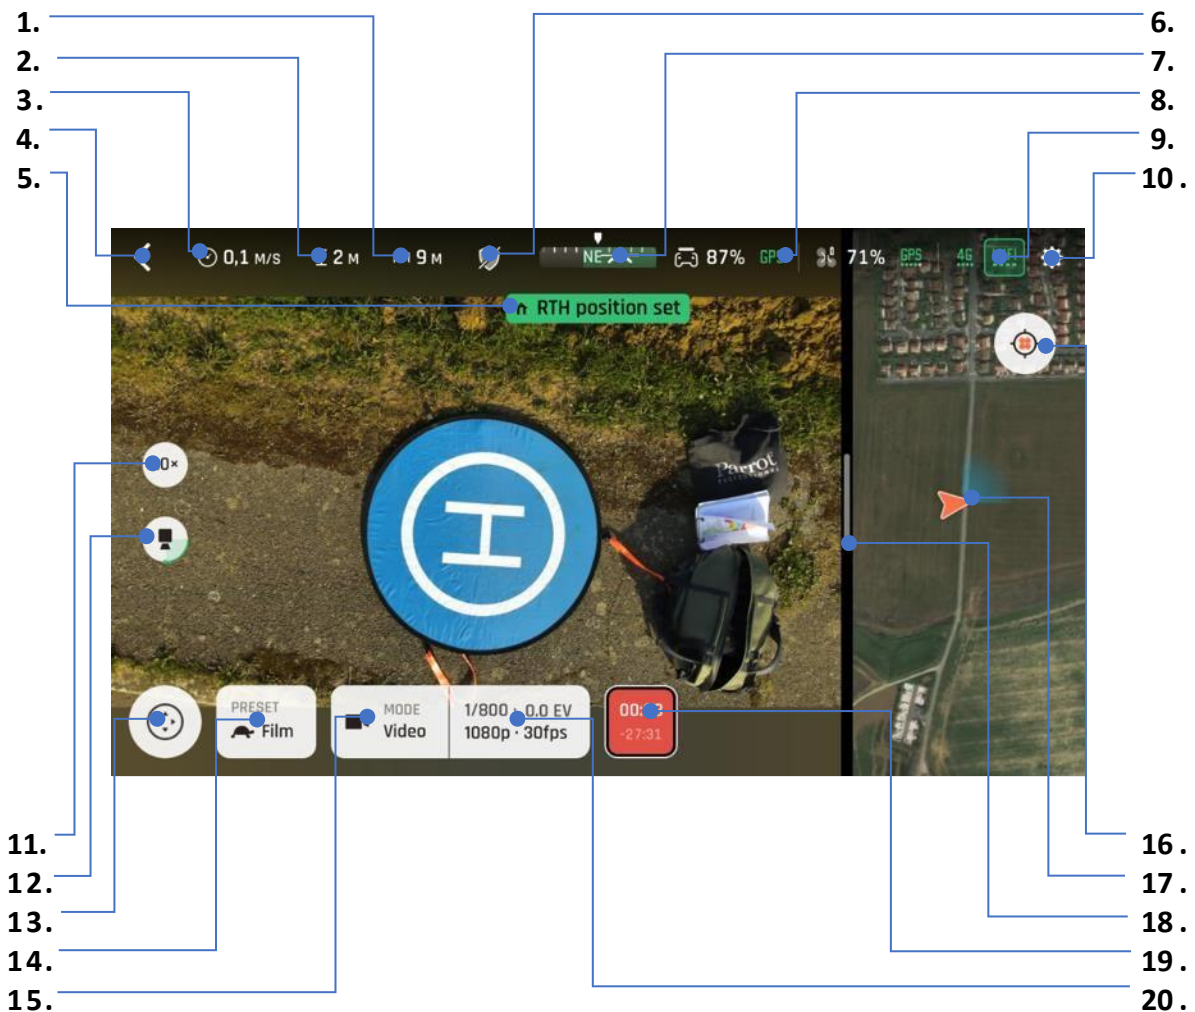 1.
2.
3.
4.
5.
6.
7.
8.
9.
10.
0,1 M/S
2 M
9 M
NE
87%
GPS
71%
GPS
4G
RTH position set
Parrot
PRESET
Film
MODE
Video
1/800 · 0.0 EV
1080p · 30fps
-27:31
11.
12.
13.
14.
15.
16.
17.
18.
19.
20.